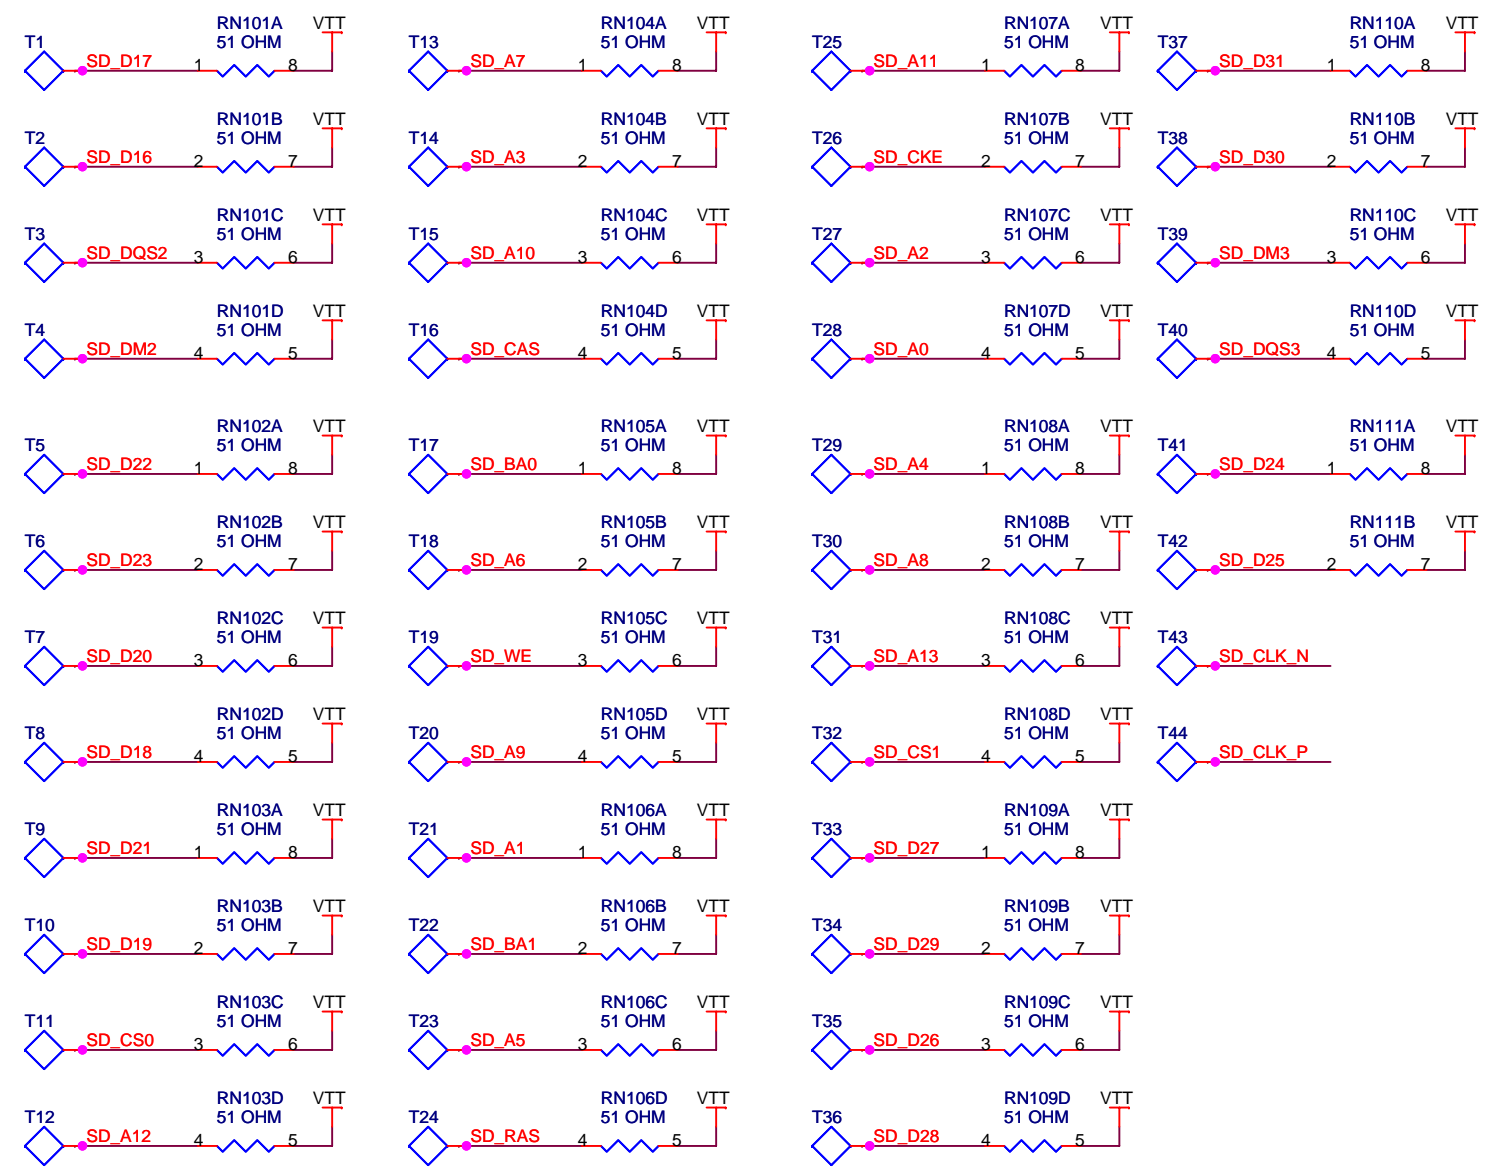 T1 SD_D17 1 RN101A 51 OHM 8 VTT
T2 SD_D16 2 RN101B 51 OHM 7 VTT
T3 SD_DQS2 3 RN101C 51 OHM 6 VTT
T4 SD_DM2 4 RN101D 51 OHM 5 VTT
T5 SD_D22 1 RN102A 51 OHM 8 VTT
T6 SD_D23 2 RN102B 51 OHM 7 VTT
T7 SD_D20 3 RN102C 51 OHM 6 VTT
T8 SD_D18 4 RN102D 51 OHM 5 VTT
T9 SD_D21 1 RN103A 51 OHM 8 VTT
T10 SD_D19 2 RN103B 51 OHM 7 VTT
T11 SD_CS0 3 RN103C 51 OHM 6 VTT
T12 SD_A12 4 RN103D 51 OHM 5 VTT
T13 SD_A7 1 RN104A 51 OHM 8 VTT
T14 SD_A3 2 RN104B 51 OHM 7 VTT
T15 SD_A10 3 RN104C 51 OHM 6 VTT
T16 SD_CAS 4 RN104D 51 OHM 5 VTT
T17 SD_BA0 1 RN105A 51 OHM 8 VTT
T18 SD_A6 2 RN105B 51 OHM 7 VTT
T19 SD_WE 3 RN105C 51 OHM 6 VTT
T20 SD_A9 4 RN105D 51 OHM 5 VTT
T21 SD_A1 1 RN106A 51 OHM 8 VTT
T22 SD_BA1 2 RN106B 51 OHM 7 VTT
T23 SD_A5 3 RN106C 51 OHM 6 VTT
T24 SD_RAS 4 RN106D 51 OHM 5 VTT
T25 SD_A11 1 RN107A 51 OHM 8 VTT
T26 SD_CKE 2 RN107B 51 OHM 7 VTT
T27 SD_A2 3 RN107C 51 OHM 6 VTT
T28 SD_A0 4 RN107D 51 OHM 5 VTT
T29 SD_A4 1 RN108A 51 OHM 8 VTT
T30 SD_A8 2 RN108B 51 OHM 7 VTT
T31 SD_A13 3 RN108C 51 OHM 6 VTT
T32 SD_CS1 4 RN108D 51 OHM 5 VTT
T33 SD_D27 1 RN109A 51 OHM 8 VTT
T34 SD_D29 2 RN109B 51 OHM 7 VTT
T35 SD_D26 3 RN109C 51 OHM 6 VTT
T36 SD_D28 4 RN109D 51 OHM 5 VTT
T37 SD_D31 1 RN110A 51 OHM 8 VTT
T38 SD_D30 2 RN110B 51 OHM 7 VTT
T39 SD_DM3 3 RN110C 51 OHM 6 VTT
T40 SD_DQS3 4 RN110D 51 OHM 5 VTT
T41 SD_D24 1 RN111A 51 OHM 8 VTT
T42 SD_D25 2 RN111B 51 OHM 7 VTT
T43 SD_CLK_N
T44 SD_CLK_P